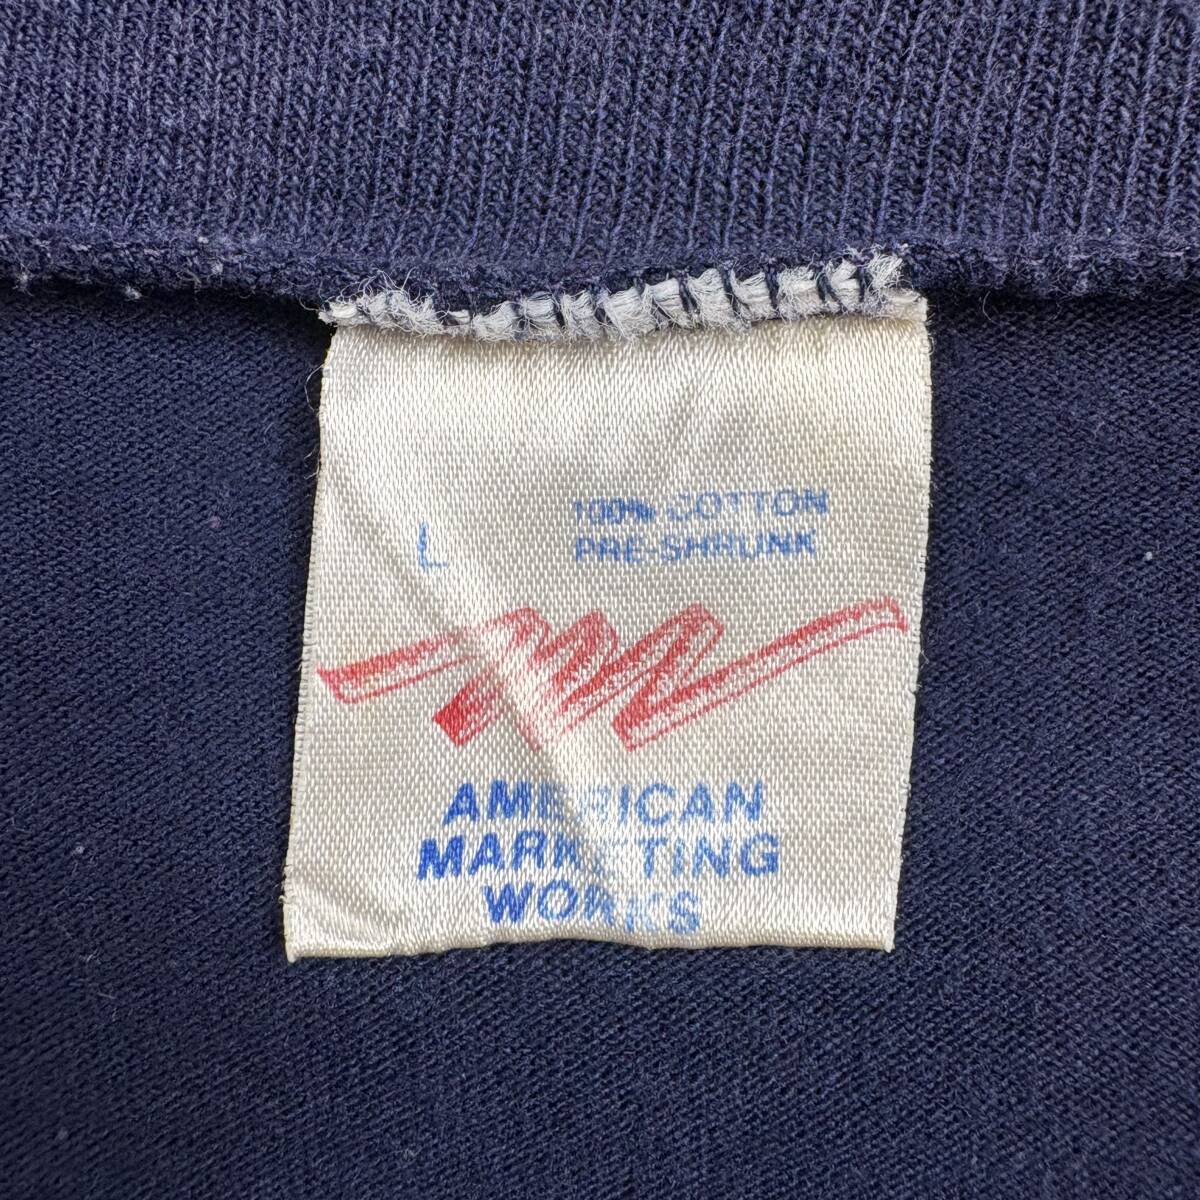 L
100% COTTON
PRE-SHRUNK
AMERICAN
MARKETING
WORKS